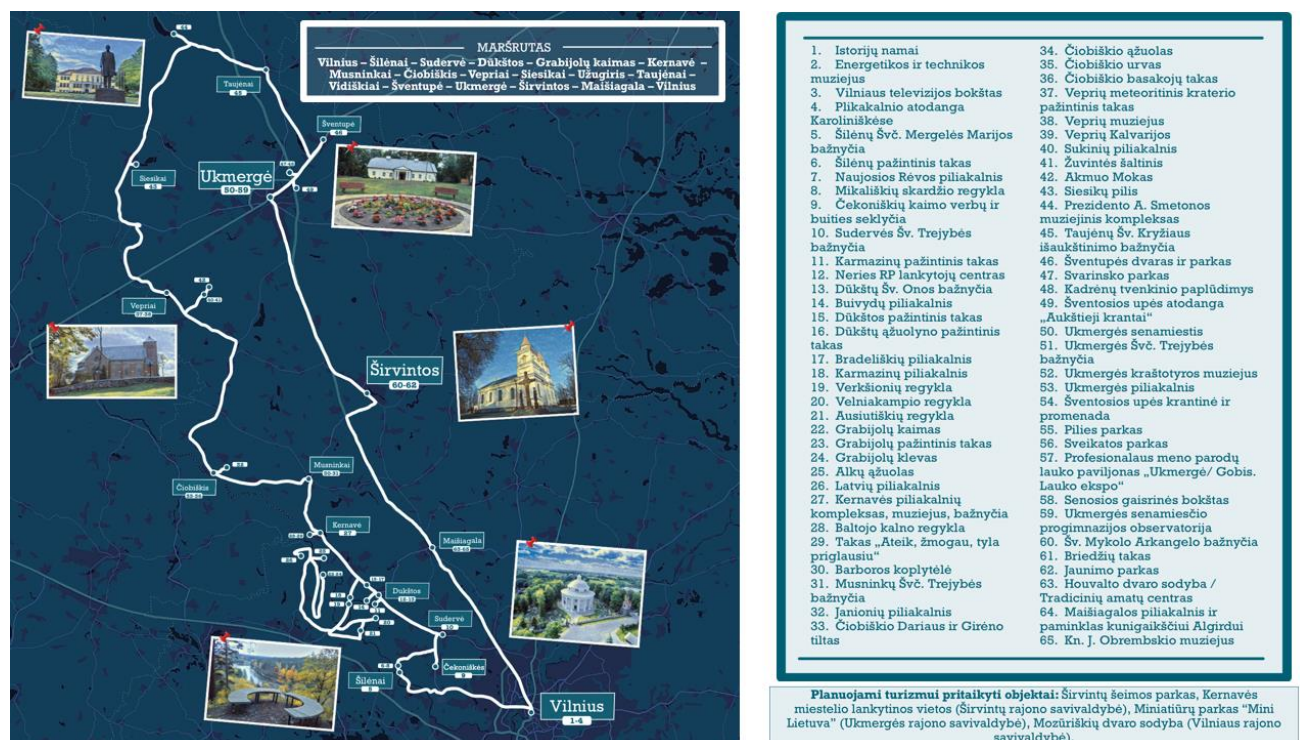 MARŠRUTAS
Vilnius – Šilėnai – Sudervė – Dūkštos – Grabijolų kaimas – Kernavė –
Musninkai – Čiobiškis – Vepriai – Siesikai – Užugiris – Taujėnai –
Vidiškiai – Šventupė – Ukmergė – Širvintos – Maišiagala – Vilnius
44
Taujėnai
45
Šventupė
46
Siesikai
43
Ukmergė
50-59
Vepriai
Širvintos
60-62
Musninkai
Čiobiškis
Kernavė
27
Maišiagala
Dūkštos
Sudervė
10
Čekoniškės
9
Šilėnai
5
Vilnius
1-4
1. Istorijų namai
2. Energetikos ir technikos
muziejus
3. Vilniaus televizijos bokštas
4. Plikakalnio atodanga
Karoliniškėse
5. Šilėnų Švč. Mergelės Marijos
bažnyčia
6. Šilėnų pažintinis takas
7. Naujosios Rėvos piliakalnis
8. Mikališkių skardžio regykla
9. Čekoniškių kaimo verbų ir
buities seklyčia
10. Sudervės Šv. Trejybės
bažnyčia
11. Karmazinų pažintinis takas
12. Neries RP lankytojų centras
13. Dūkštų Šv. Onos bažnyčia
14. Buivydų piliakalnis
15. Dūkštos pažintinis takas
16. Dūkštų ąžuolyno pažintinis
takas
17. Bradeliškių piliakalnis
18. Karmazinų piliakalnis
19. Verkšionių regykla
20. Velniakampio regykla
21. Ausiutiškių regykla
22. Grabijolų kaimas
23. Grabijolų pažintinis takas
24. Grabijolų klevas
25. Alkų ąžuolas
26. Latvių piliakalnis
27. Kernavės piliakalnių
kompleksas, muziejus, bažnyčia
28. Baltojo kalno regykla
29. Takas „Ateik, žmogau, tyla
priglausiu“
30. Barboros koplytėlė
31. Musninkų Švč. Trejybės
bažnyčia
32. Janionių piliakalnis
33. Čiobiškio Dariaus ir Girėno
tiltas
34. Čiobiškio ąžuolas
35. Čiobiškio urvas
36. Čiobiškio basakojų takas
37. Veprių meteoritinis kraterio
pažintinis takas
38. Veprių muziejus
39. Veprių Kalvarijos
40. Sukinių piliakalnis
41. Žuvintės šaltinis
42. Akmuo Mokas
43. Siesikų pilis
44. Prezidento A. Smetonos
muziejinis kompleksas
45. Taujėnų Šv. Kryžiaus
išaukštinimo bažnyčia
46. Šventupės dvaras ir parkas
47. Svarinsko parkas
48. Kadrėnų tvenkinio paplūdimys
49. Šventosios upės atodanga
„Aukštieji krantai“
50. Ukmergės senamiestis
51. Ukmergės Švč. Trejybės
bažnyčia
52. Ukmergės kraštotyros muziejus
53. Ukmergės piliakalnis
54. Šventosios upės krantinė ir
promenada
55. Pilies parkas
56. Sveikatos parkas
57. Profesionalaus meno parodų
lauko paviljonas „Ukmergė/ Gobis.
Lauko ekspo“
58. Senosios gaisrinės bokštas
59. Ukmergės senamiesčio
progimnazijos observatorija
60. Šv. Mykolo Arkangelo bažnyčia
61. Briedžių takas
62. Jaunimo parkas
63. Houvalto dvaro sodyba /
Tradicinių amatų centras
64. Maišiagalos piliakalnis ir
paminklas kunigaikščiui Algirdui
65. Kn. J. Obrembskio muziejus
Planuojami turizmui pritaikyti objektai: Širvintų šeimos parkas, Kernavės
miestelio lankytinos vietos (Širvintų rajono savivaldybė), Miniatiūrų parkas “Mini
Lietuva” (Ukmergės rajono savivaldybė), Mozūriškių dvaro sodyba (Vilniaus rajono
savivaldybė).